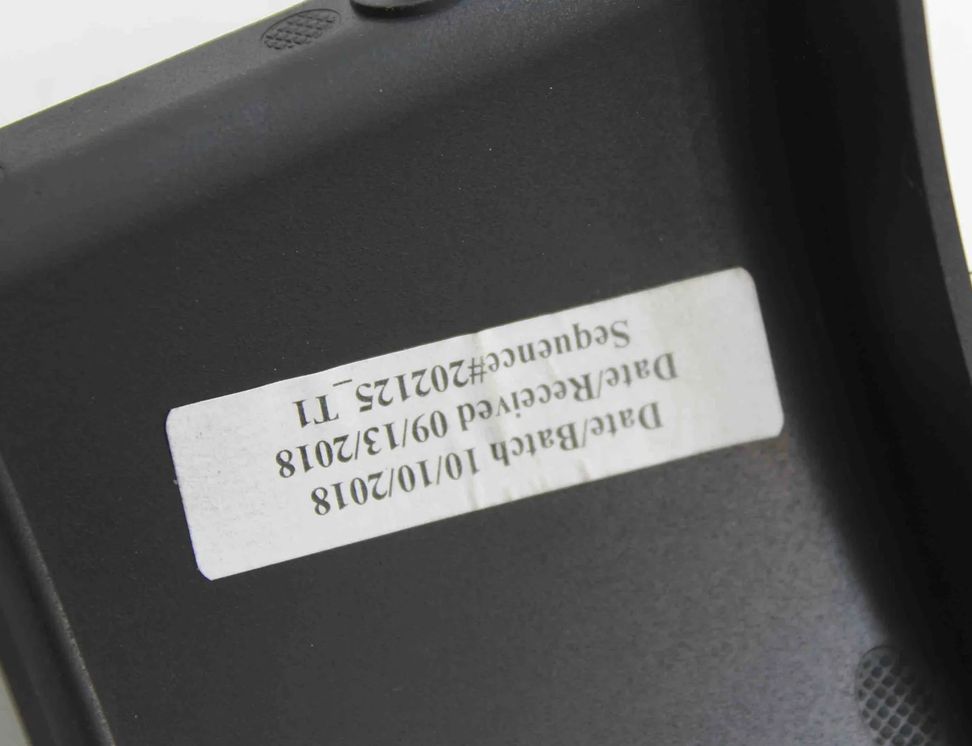 Date/Batch 10/10/2018
Date/Received 09/13/2018
Sequence#202125_T1